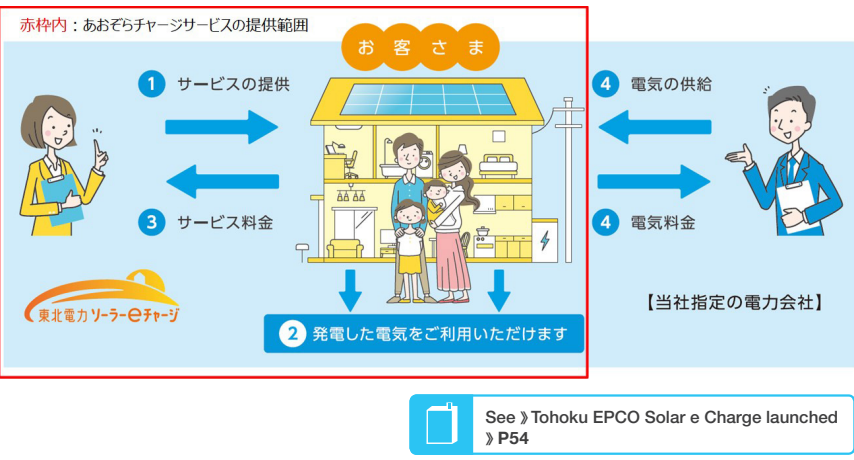 赤枠内：あおぞらチャージサービスの提供範囲
お客さま
1 サービスの提供
4 電気の供給
3 サービス料金
4 電気料金
東北電力ソーラーeチャージ
【当社指定の電力会社】
2 発電した電気をご利用いただけます
See 》Tohoku EPCO Solar e Charge launched
》P54